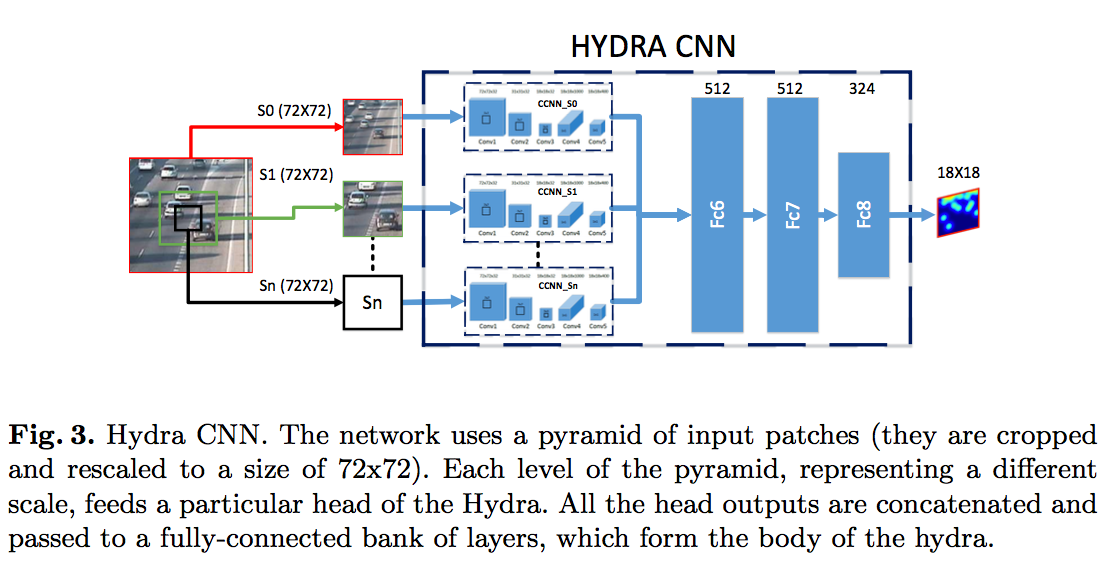 HYDRA CNN
S0 (72X72)
S1 (72X72)
Sn (72X72)
Sn
CCNN_S0
Conv1 Conv2 Conv3 Conv4 Conv5
CCNN_S1
Conv1 Conv2 Conv3 Conv4 Conv5
CCNN_Sn
Conv1 Conv2 Conv3 Conv4 Conv5
512 512 324
Fc6 Fc7 Fc8
18X18
Fig. 3. Hydra CNN. The network uses a pyramid of input patches (they are cropped
and rescaled to a size of 72x72). Each level of the pyramid, representing a different
scale, feeds a particular head of the Hydra. All the head outputs are concatenated and
passed to a fully-connected bank of layers, which form the body of the hydra.